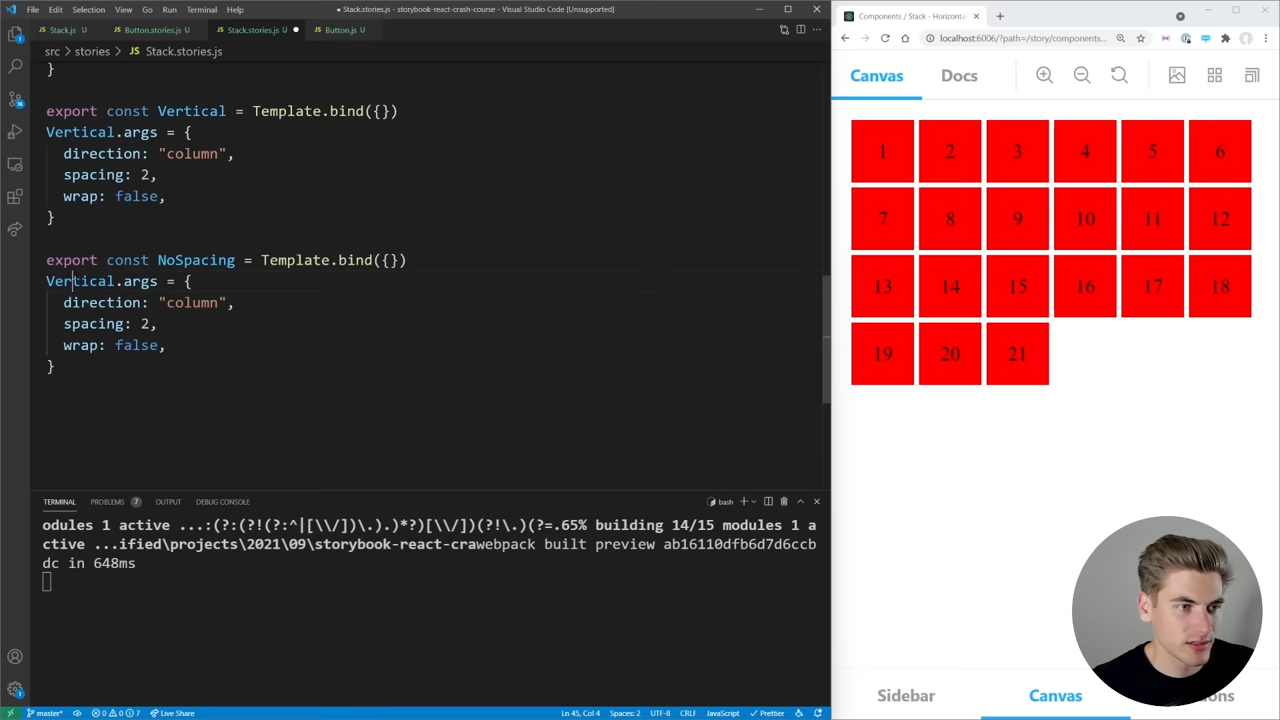 File Edit Selection View Go Run Terminal Help
● Stack.stories.js - storybook-react-crash-course - Visual Studio Code [Unsupported]
Stack.js U
Button.stories.js U
Stack.stories.js U ●
Button.js U
src > stories > Stack.stories.js
}
export const Vertical = Template.bind({})
Vertical.args = {
direction: "column",
spacing: 2,
wrap: false,
}
export const NoSpacing = Template.bind({})
Vertical.args = {
direction: "column",
spacing: 2,
wrap: false,
}
TERMINAL PROBLEMS 7 OUTPUT DEBUG CONSOLE
bash
odules 1 active ...:(?:(?!(?:^|[\\/])\.).)*?)[\\/])(?!\.)(?=.65% building 14/15 modules 1 a
ctive ...ified\projects\2021\09\storybook-react-crawebpack built preview ab16110dfb6d7d6ccb
dc in 648ms
master* 0 0 7 Live Share
Ln 45, Col 4 Spaces: 2 UTF-8 CRLF JavaScript Prettier
Components / Stack - Horizonta
localhost:6006/?path=/story/components...
Canvas Docs
1 2 3 4 5 6
7 8 9 10 11 12
13 14 15 16 17 18
19 20 21
Sidebar Canvas